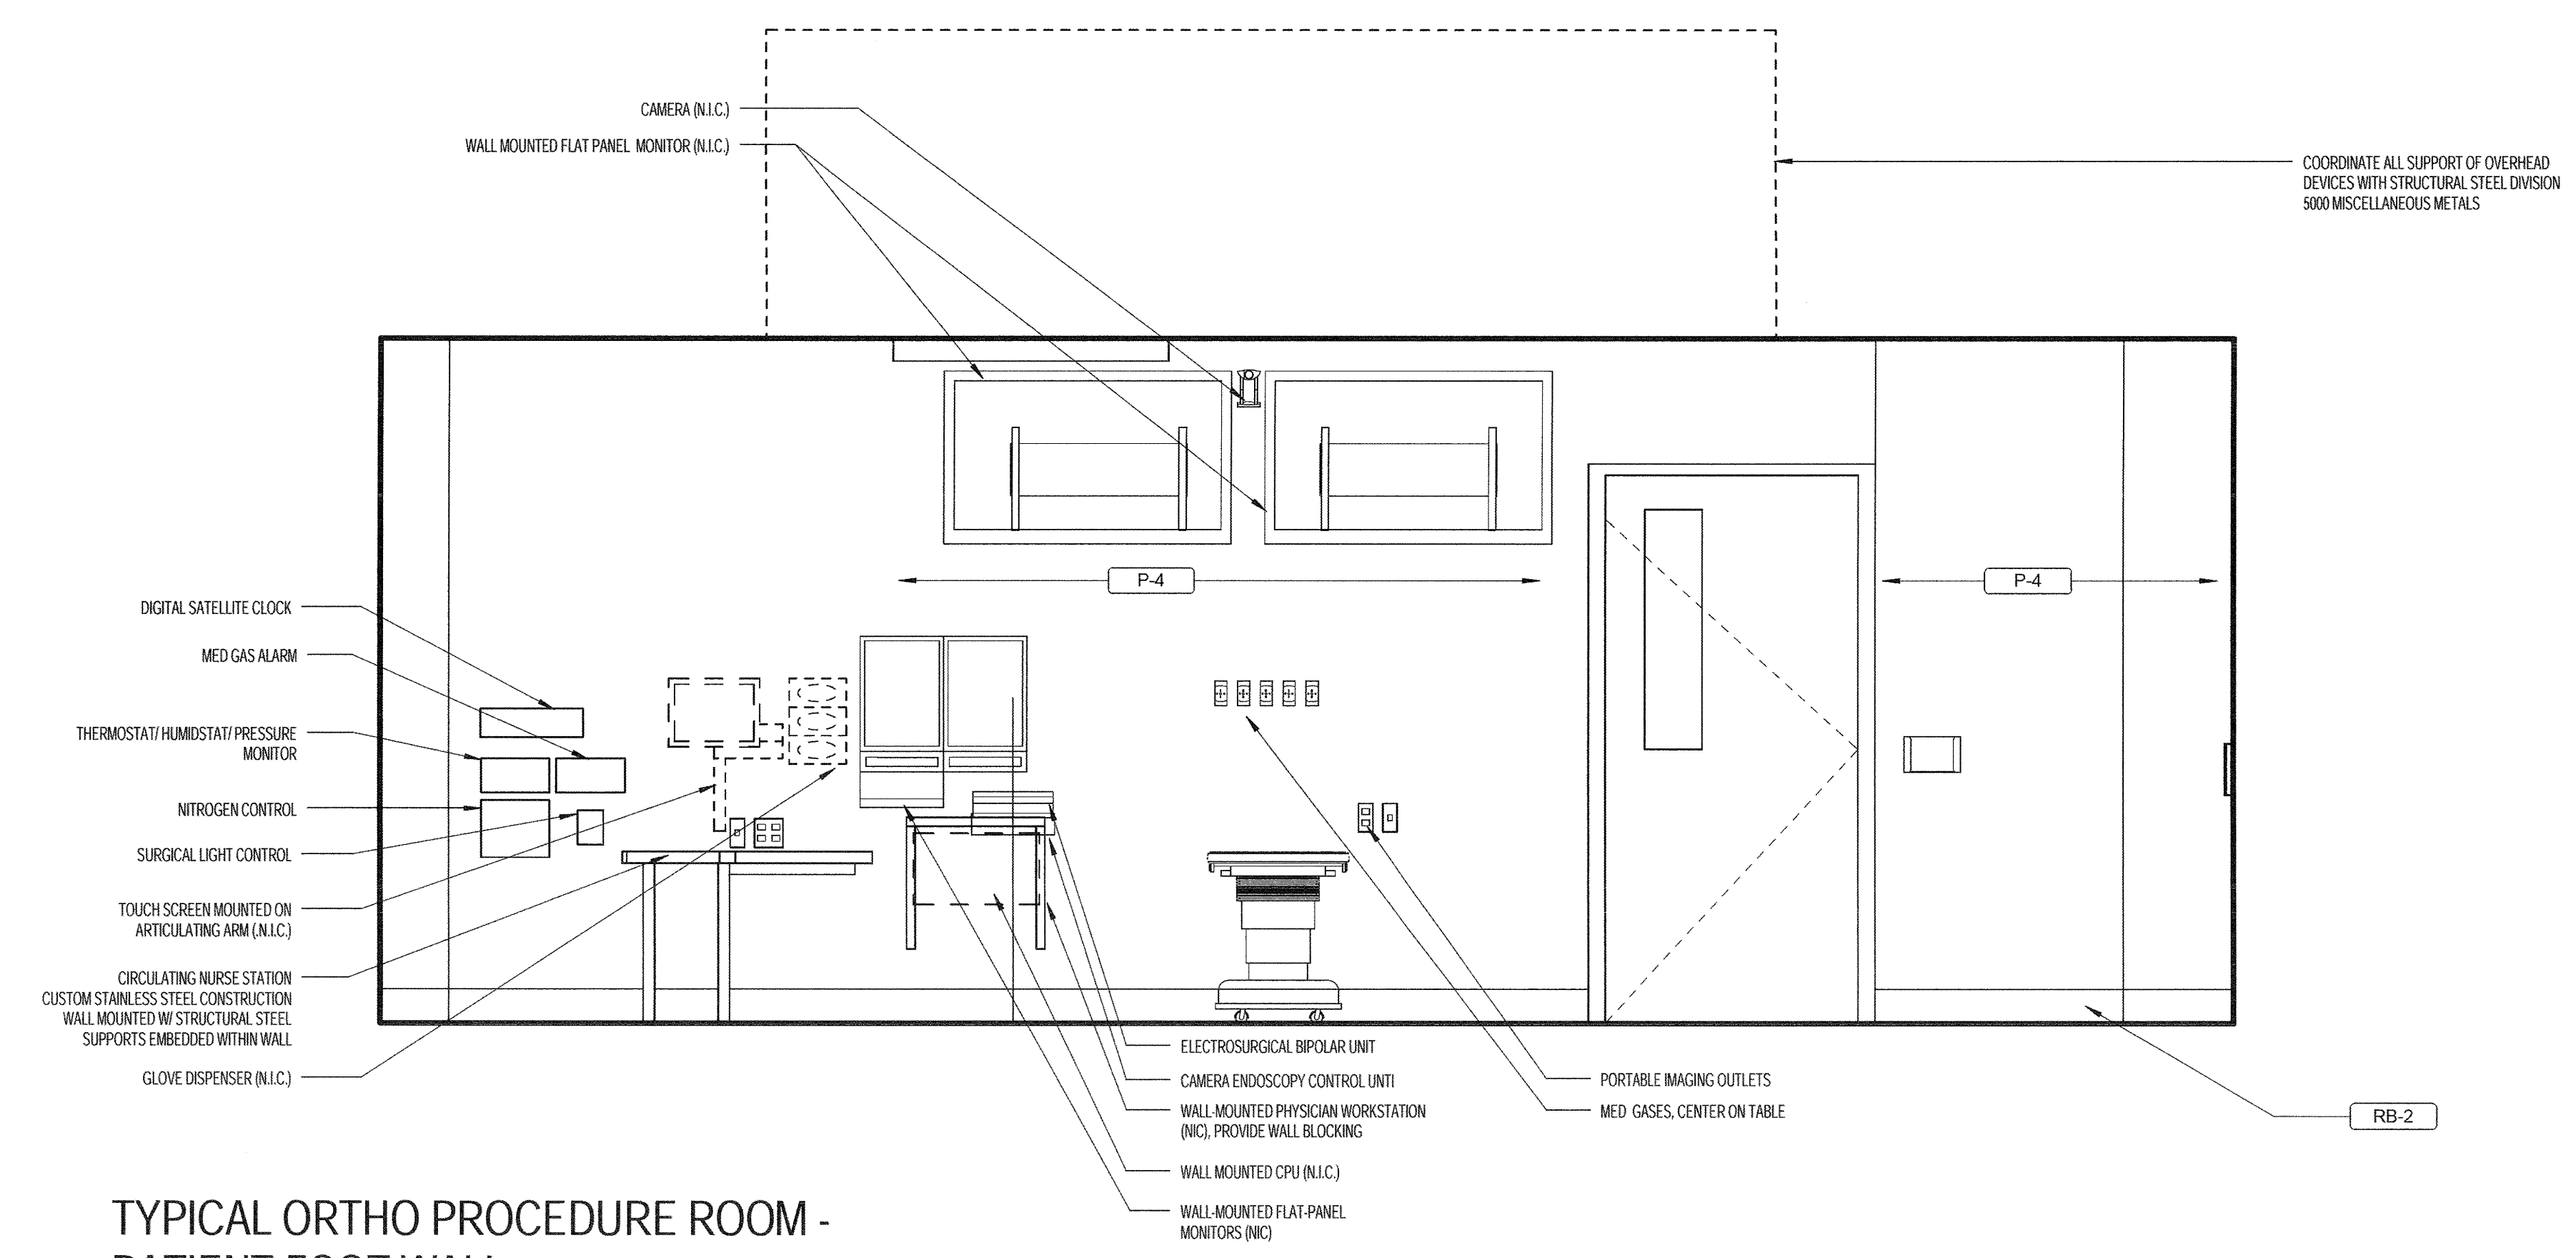 CAMERA (N.I.C.)
WALL MOUNTED FLAT PANEL MONITOR (N.I.C.)
COORDINATE ALL SUPPORT OF OVERHEAD
DEVICES WITH STRUCTURAL STEEL DIVISION
5000 MISCELLANEOUS METALS
P-4
P-4
DIGITAL SATELLITE CLOCK
MED GAS ALARM
THERMOSTAT/ HUMIDSTAT/ PRESSURE
MONITOR
NITROGEN CONTROL
SURGICAL LIGHT CONTROL
TOUCH SCREEN MOUNTED ON
ARTICULATING ARM (.N.I.C.)
CIRCULATING NURSE STATION
CUSTOM STAINLESS STEEL CONSTRUCTION
WALL MOUNTED W/ STRUCTURAL STEEL
SUPPORTS EMBEDDED WITHIN WALL
GLOVE DISPENSER (N.I.C.)
ELECTROSURGICAL BIPOLAR UNIT
CAMERA ENDOSCOPY CONTROL UNTI
WALL-MOUNTED PHYSICIAN WORKSTATION
(NIC), PROVIDE WALL BLOCKING
WALL MOUNTED CPU (N.I.C.)
WALL-MOUNTED FLAT-PANEL
MONITORS (NIC)
PORTABLE IMAGING OUTLETS
MED GASES, CENTER ON TABLE
RB-2
TYPICAL ORTHO PROCEDURE ROOM -
PATIENT FOOT WALL